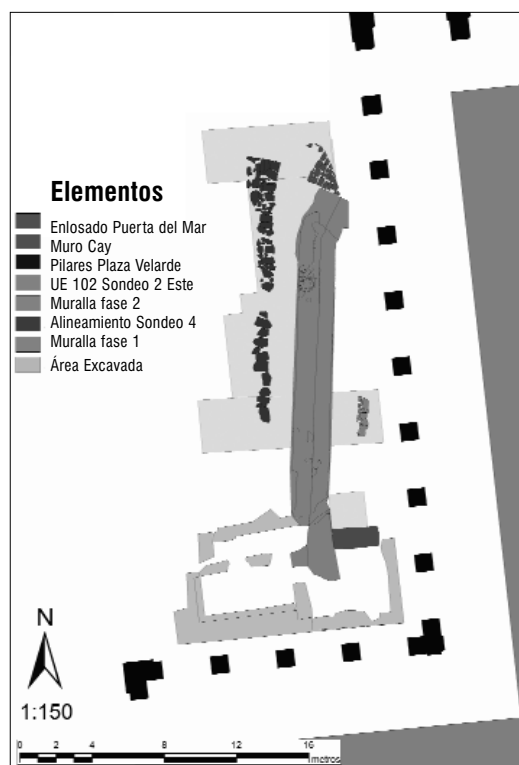 Elementos
Enlosado Puerta del Mar
Muro Cay
Pilares Plaza Velarde
UE 102 Sondeo 2 Este
Muralla fase 2
Alineamiento Sondeo 4
Muralla fase 1
Área Excavada
N
1:150
0 2 4 8 12 16
metros